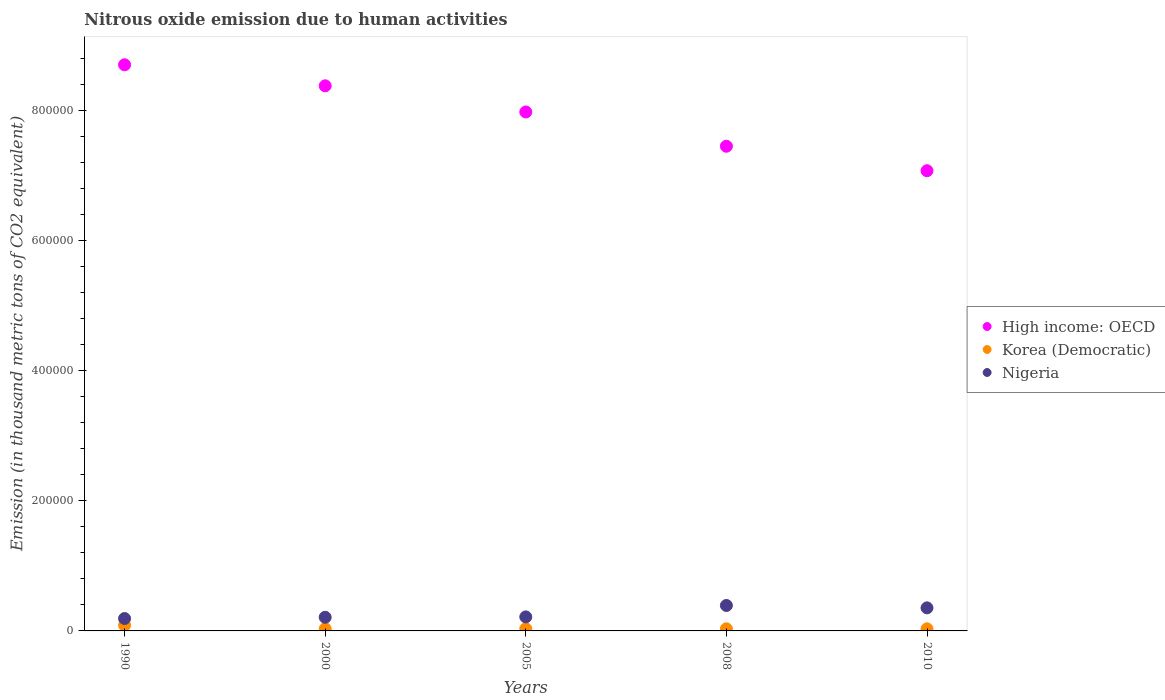 Nitrous oxide emission due to human activities
Emission (in thousand metric tons of CO2 equivalent)
800000
600000
400000
200000
0
1990
2000
2005
2008
2010
Years
High income: OECD
Korea (Democratic)
Nigeria